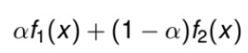 αf₁(x) + (1 − α)f₂(x)